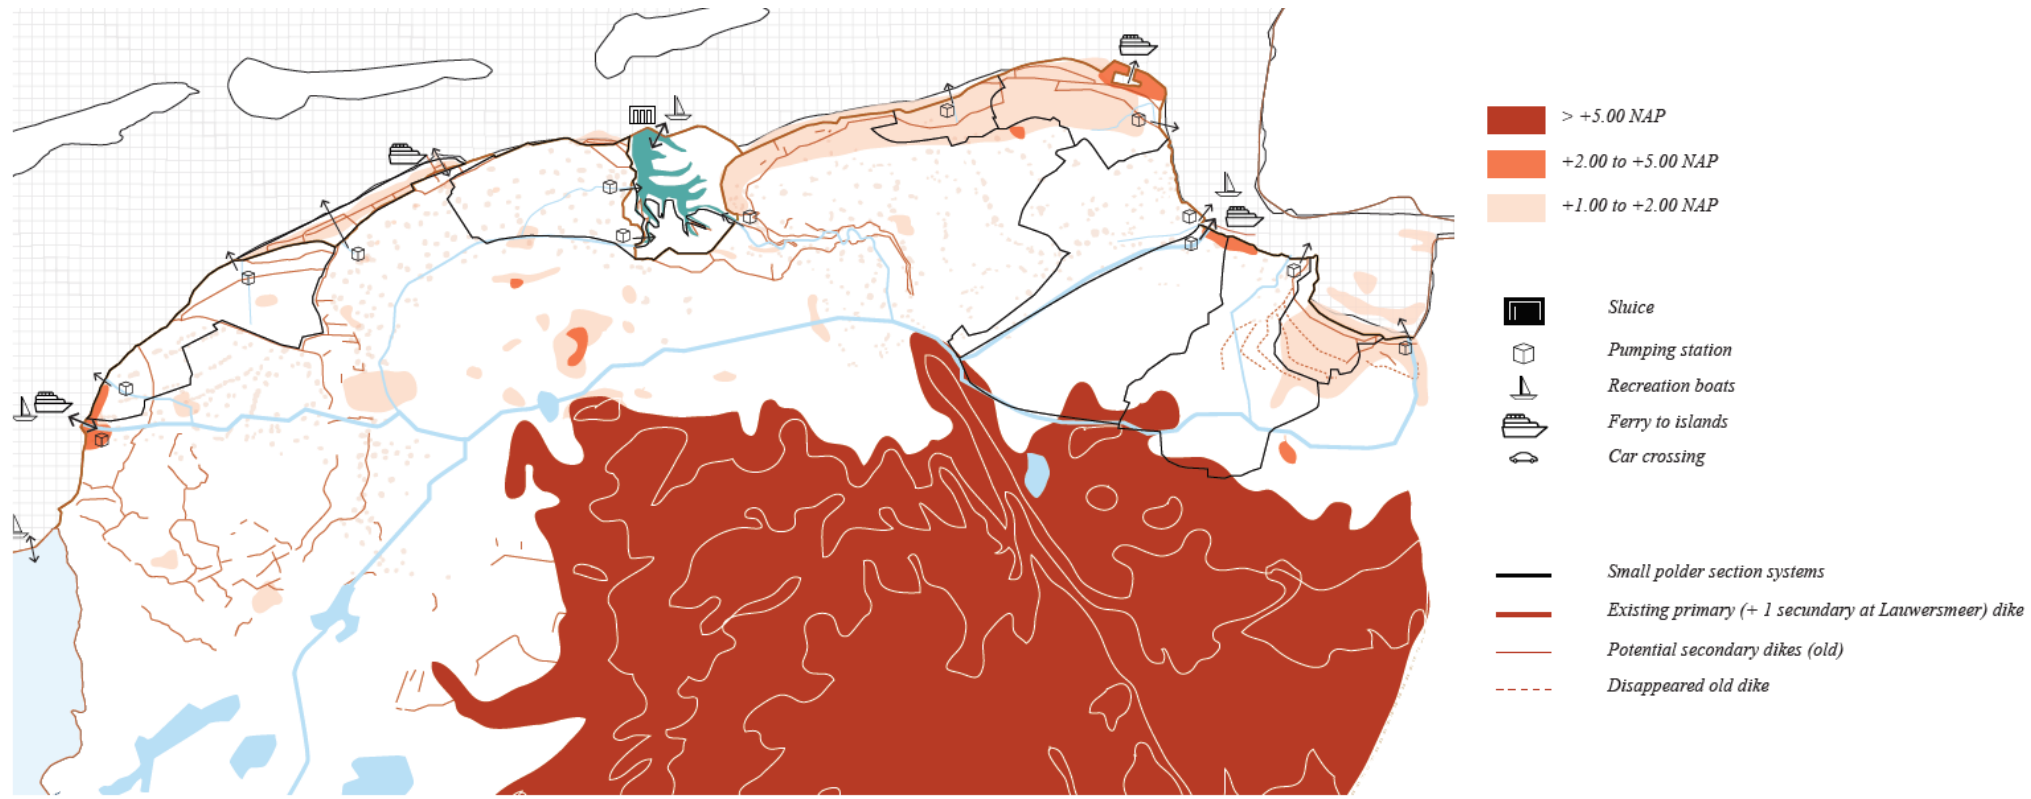 > +5.00 NAP
+2.00 to +5.00 NAP
+1.00 to +2.00 NAP
Sluice
Pumping station
Recreation boats
Ferry to islands
Car crossing
Small polder section systems
Existing primary (+ 1 secundary at Lauwersmeer) dike
Potential secondary dikes (old)
Disappeared old dike